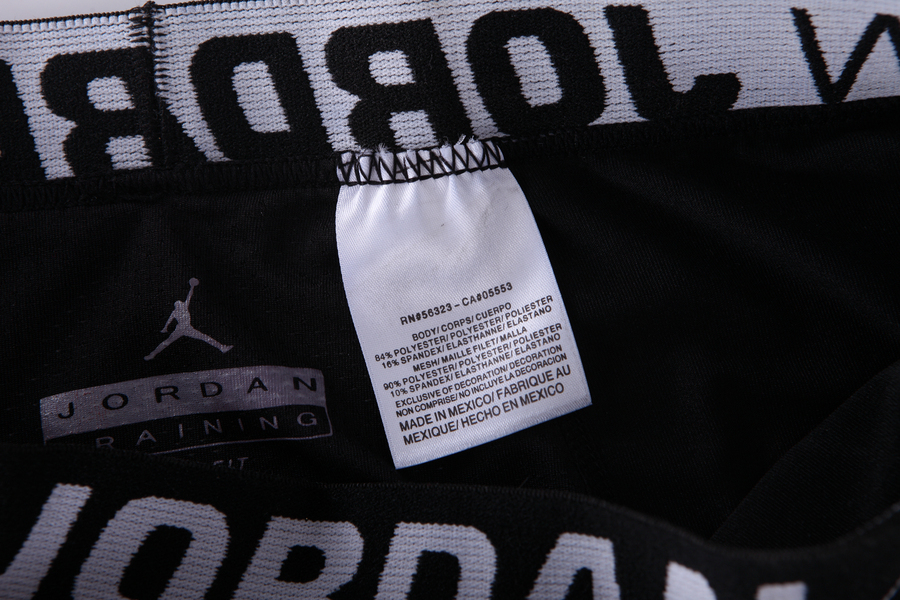 JORDAN
RN#56323 - CA#05553
BODY/ CORPS/ CUERPO
84% POLYESTER/ POLYESTER/ POLIESTER
16% SPANDEX/ ELASTHANNE/ ELASTANO
MESH/ MAILLE FILET/ MALLA
90% POLYESTER/ POLYESTER/ POLIESTER
10% SPANDEX/ ELASTHANNE/ ELASTANO
EXCLUSIVE OF DECORATION/ DECORATION
NON COMPRISE/ NO INCLUYE LA DECORACION
MADE IN MEXICO/ FABRIQUE AU
MEXIQUE/ HECHO EN MEXICO
JORDAN
TRAINING
FIT
JORDAN